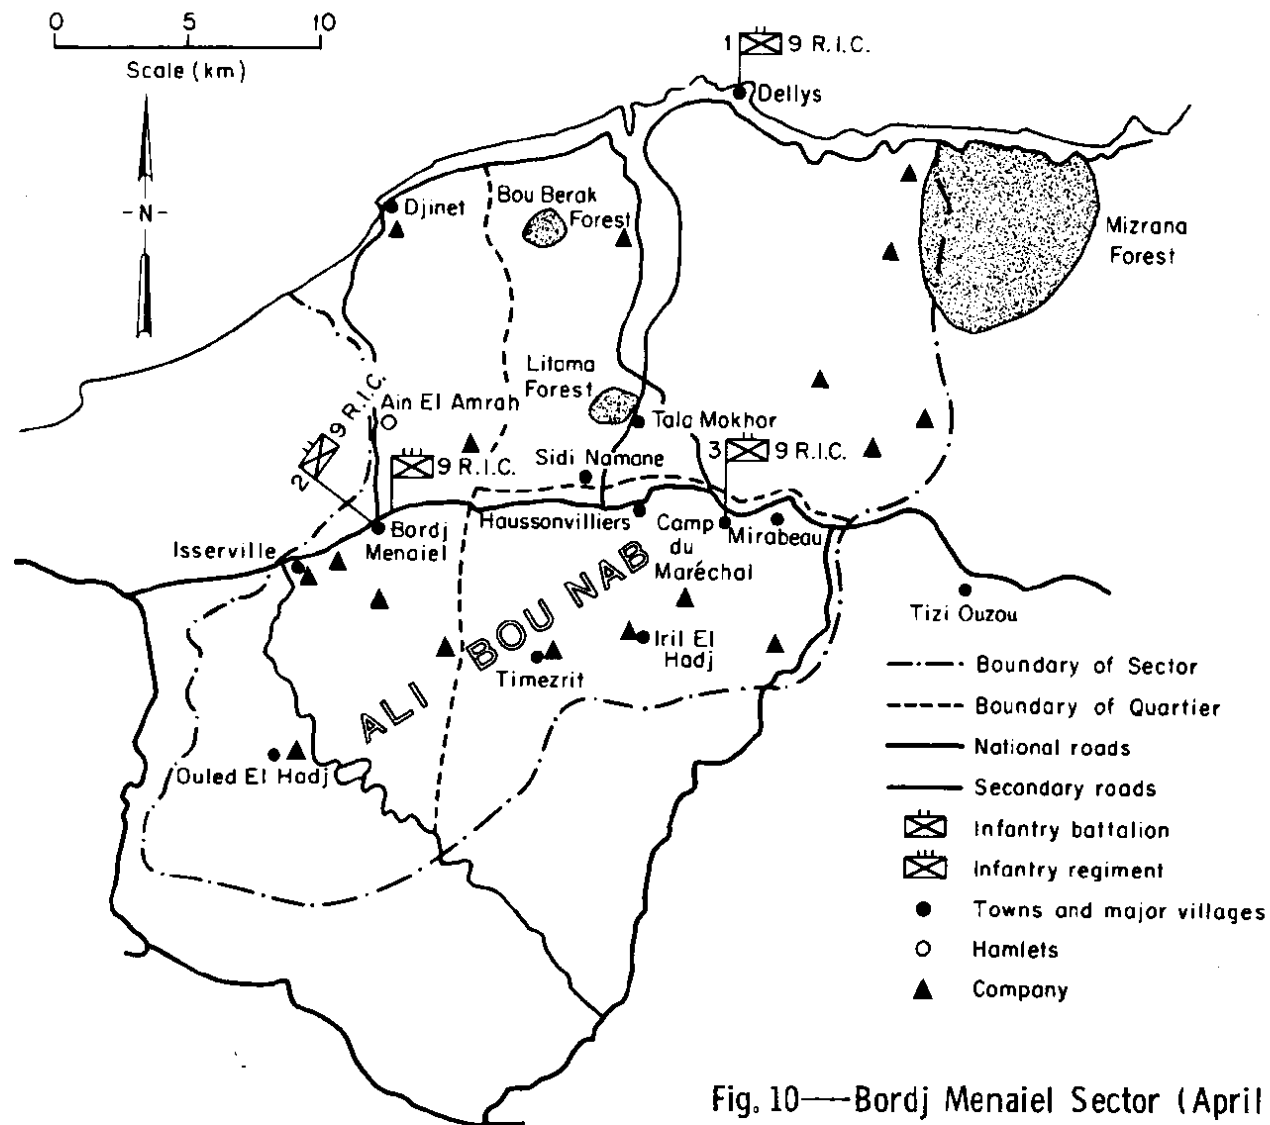 0 5 10
Scale (km)
- N -
1 9 R.I.C.
Dellys
Djinet
Bou Berak
Forest
Mizrana
Forest
Litama
Forest
9 R.I.C.
2
Ain El Amrah
Tala Mokhor
9 R.I.C.
3 9 R.I.C.
Sidi Namane
Bordj
Menaiel
Haussonvilliers
Camp
du
Maréchal
Mirabeau
Isserville
Tizi Ouzou
ALI BOU NAB
Iril El
Hadj
Timezrit
Ouled El Hadj
Boundary of Sector
Boundary of Quartier
National roads
Secondary roads
Infantry battalion
Infantry regiment
Towns and major villages
Hamlets
Company
Fig. 10—Bordj Menaiel Sector (April